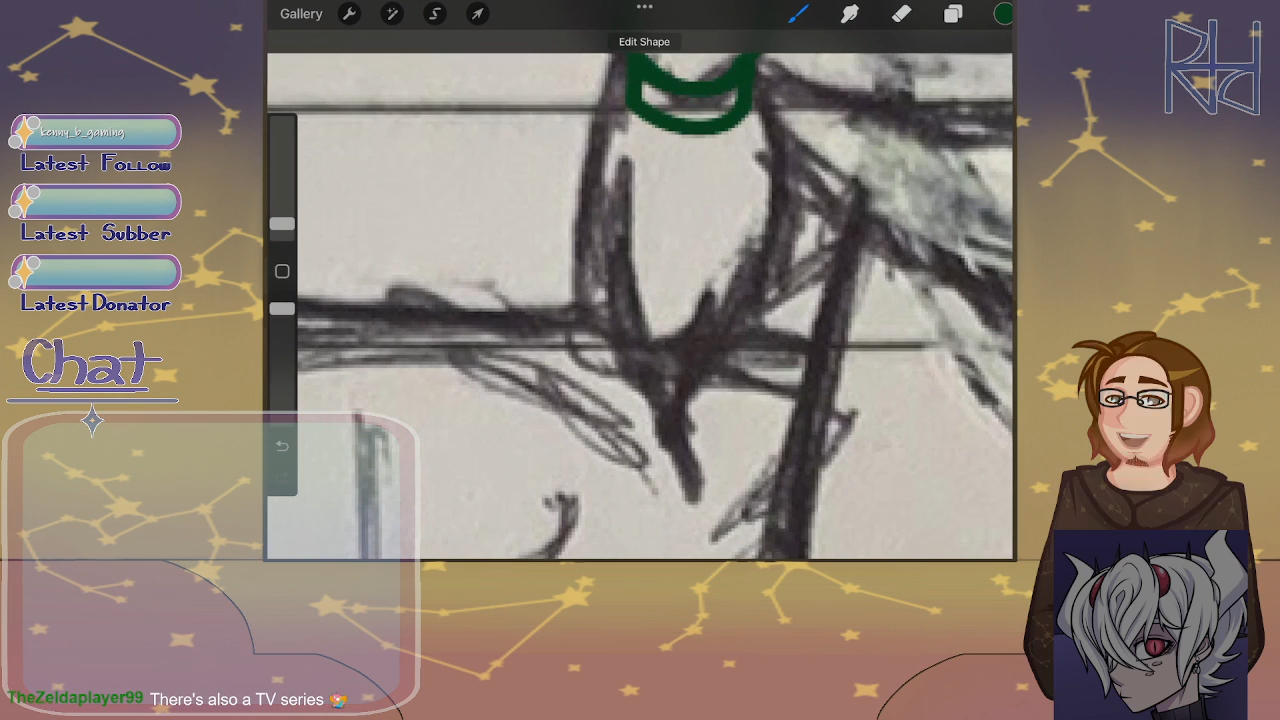 Gallery
Edit Shape
kenny_b_gaming
Latest Follow
Latest Subber
Latest Donator
Chat
TheZeldaplayer99 There's also a TV series